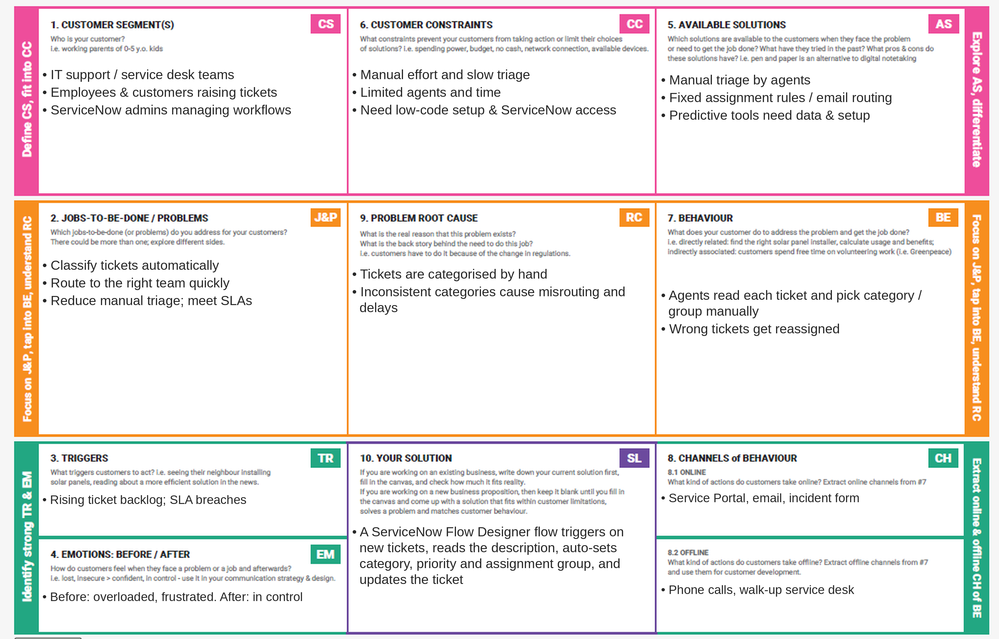 Define CS, fit into CC
1. CUSTOMER SEGMENT(S)
CS
Who is your customer?
i.e. working parents of 0-5 y.o. kids
• IT support / service desk teams
• Employees & customers raising tickets
• ServiceNow admins managing workflows
6. CUSTOMER CONSTRAINTS
CC
What constraints prevent your customers from taking action or limit their choices
of solutions? i.e. spending power, budget, no cash, network connection, available devices.
• Manual effort and slow triage
• Limited agents and time
• Need low-code setup & ServiceNow access
5. AVAILABLE SOLUTIONS
AS
Which solutions are available to the customers when they face the problem
or need to get the job done? What have they tried in the past? What pros & cons do
these solutions have? i.e. pen and paper is an alternative to digital notetaking
• Manual triage by agents
• Fixed assignment rules / email routing
• Predictive tools need data & setup
Explore AS, differentiate
Focus on J&P, tap into BE, understand RC
2. JOBS-TO-BE-DONE / PROBLEMS
J&P
Which jobs-to-be-done (or problems) do you address for your customers?
There could be more than one; explore different sides.
• Classify tickets automatically
• Route to the right team quickly
• Reduce manual triage; meet SLAs
9. PROBLEM ROOT CAUSE
RC
What is the real reason that this problem exists?
What is the back story behind the need to do this job?
i.e. customers have to do it because of the change in regulations.
• Tickets are categorised by hand
• Inconsistent categories cause misrouting and
delays
7. BEHAVIOUR
BE
What does your customer do to address the problem and get the job done?
i.e. directly related: find the right solar panel installer, calculate usage and benefits;
indirectly associated: customers spend free time on volunteering work (i.e. Greenpeace)
• Agents read each ticket and pick category /
group manually
• Wrong tickets get reassigned
Focus on J&P, tap into BE, understand RC
Identify strong TR & EM
3. TRIGGERS
TR
What triggers customers to act? i.e. seeing their neighbour installing
solar panels, reading about a more efficient solution in the news.
• Rising ticket backlog; SLA breaches
4. EMOTIONS: BEFORE / AFTER
EM
How do customers feel when they face a problem or a job and afterwards?
i.e. lost, insecure > confident, in control - use it in your communication strategy & design.
• Before: overloaded, frustrated. After: in control
10. YOUR SOLUTION
SL
If you are working on an existing business, write down your current solution first,
fill in the canvas, and check how much it fits reality.
If you are working on a new business proposition, then keep it blank until you fill in
the canvas and come up with a solution that fits within customer limitations,
solves a problem and matches customer behaviour.
• A ServiceNow Flow Designer flow triggers on
new tickets, reads the description, auto-sets
category, priority and assignment group, and
updates the ticket
8. CHANNELS of BEHAVIOUR
CH
8.1 ONLINE
What kind of actions do customers take online? Extract online channels from #7
• Service Portal, email, incident form
8.2 OFFLINE
What kind of actions do customers take offline? Extract offline channels from #7
and use them for customer development.
• Phone calls, walk-up service desk
Extract online & offline CH of BE